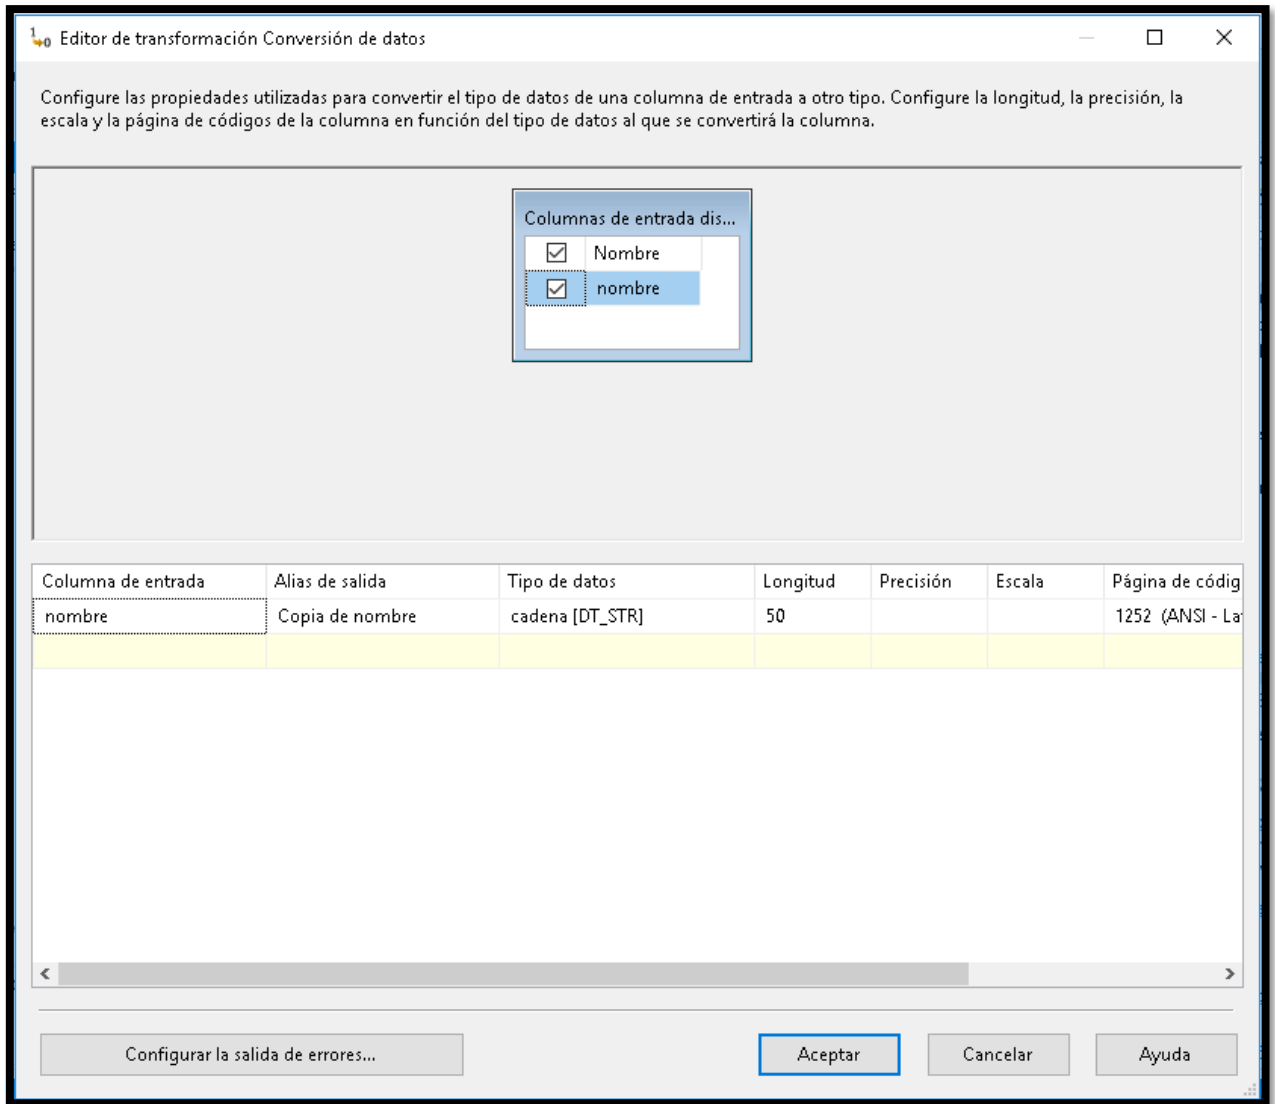 Editor de transformación Conversión de datos
Configure las propiedades utilizadas para convertir el tipo de datos de una columna de entrada a otro tipo. Configure la longitud, la precisión, la
escala y la página de códigos de la columna en función del tipo de datos al que se convertirá la columna.
Columnas de entrada dis...
Nombre
nombre
Columna de entrada Alias de salida Tipo de datos Longitud Precisión Escala Página de códig
nombre Copia de nombre cadena [DT_STR] 50 1252 (ANSI - La
Configurar la salida de errores... Aceptar Cancelar Ayuda